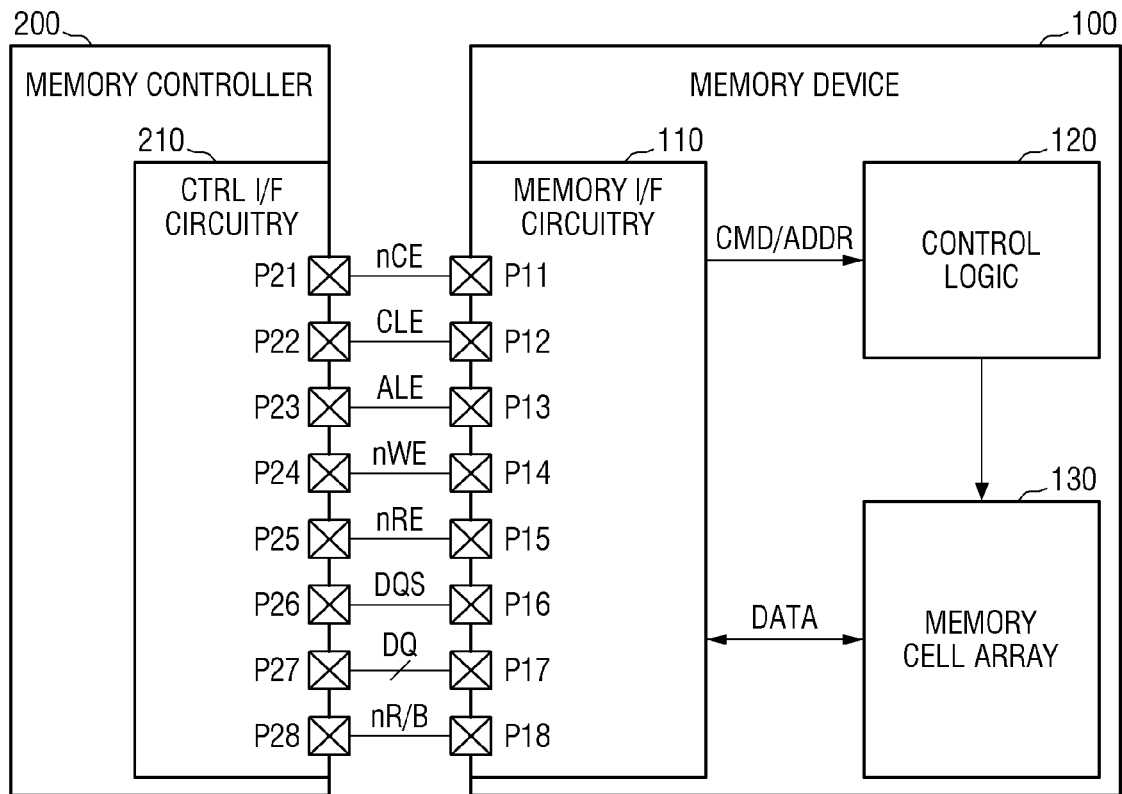 200
100
MEMORY CONTROLLER
MEMORY DEVICE
210
110
120
CTRL I/F
CIRCUITRY
MEMORY I/F
CIRCUITRY
CMD/ADDR
CONTROL
LOGIC
P21 nCE P11
P22 CLE P12
P23 ALE P13
P24 nWE P14
P25 nRE P15
P26 DQS P16
P27 DQ P17
P28 nR/B P18
130
DATA
MEMORY
CELL ARRAY